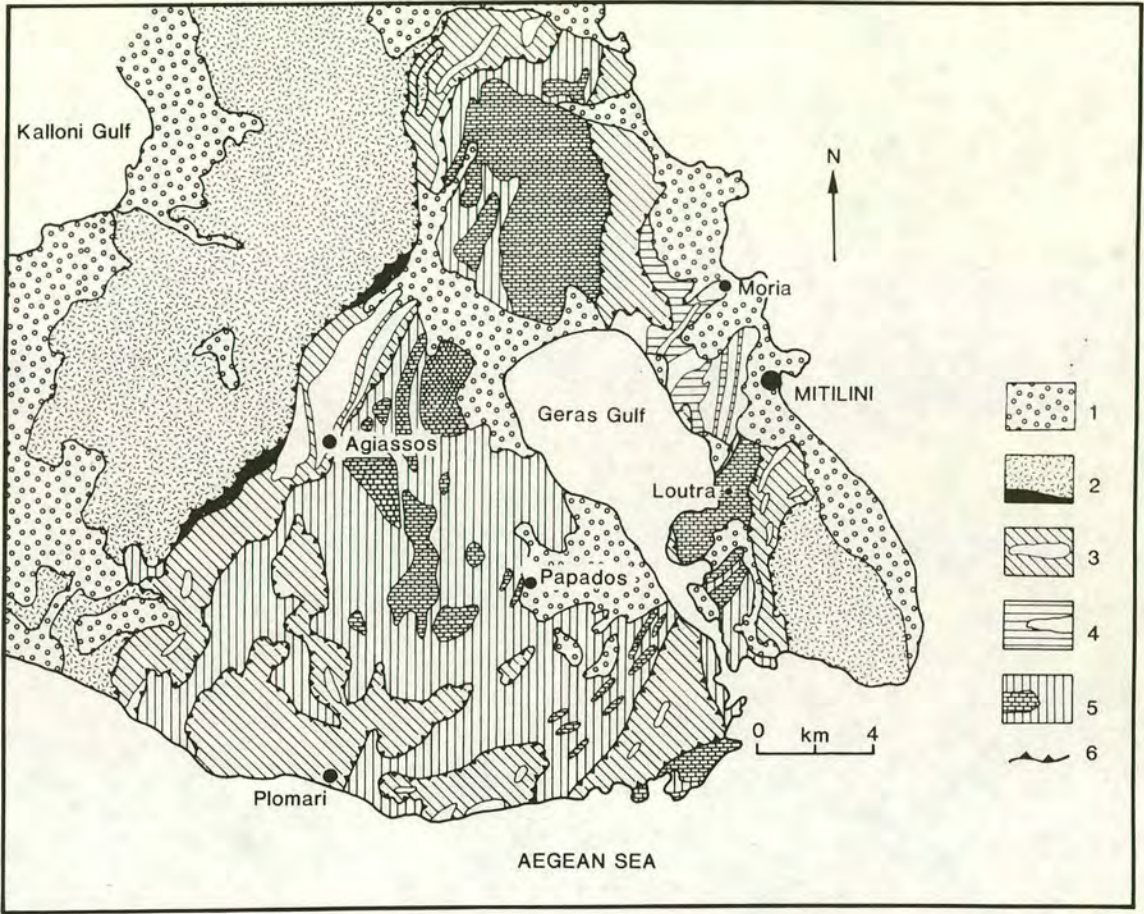 Kalloni Gulf
N
Moria
MITILINI
Geras Gulf
Agiassos
Loutra
Papados
Plomari
0 km 4
AEGEAN SEA
1
2
3
4
5
6